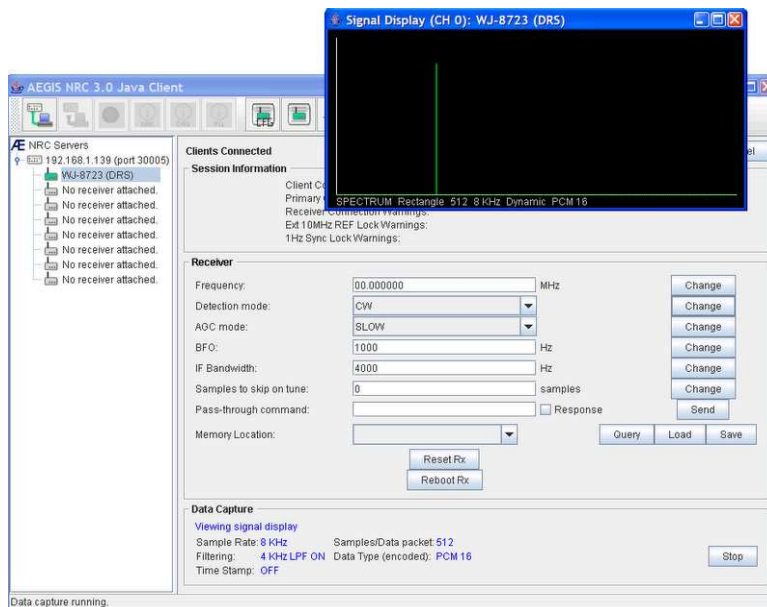 Signal Display (CH 0): WJ-8723 (DRS)
SPECTRUM Rectangle 512 8 KHz Dynamic PCM 16
AEGIS NRC 3.0 Java Client
CFG
Æ NRC Servers
192.168.1.139 (port 30005)
WJ-8723 (DRS)
No receiver attached.
No receiver attached.
No receiver attached.
No receiver attached.
No receiver attached.
No receiver attached.
No receiver attached.
Clients Connected
Session Information
Client Co
Primary
Receiver Connection Warnings:
Ext 10MHz REF Lock Warnings:
1Hz Sync Lock Warnings:
Receiver
Frequency: 00.000000 MHz Change
Detection mode: CW Change
AGC mode: SLOW Change
BFO: 1000 Hz Change
IF Bandwidth: 4000 Hz Change
Samples to skip on tune: 0 samples Change
Pass-through command: Response Send
Memory Location: Query Load Save
Reset Rx
Reboot Rx
Data Capture
Viewing signal display
Sample Rate: 8 KHz Samples/Data packet: 512
Filtering: 4 KHz LPF ON Data Type (encoded): PCM 16
Stop
Time Stamp: OFF
Data capture running.